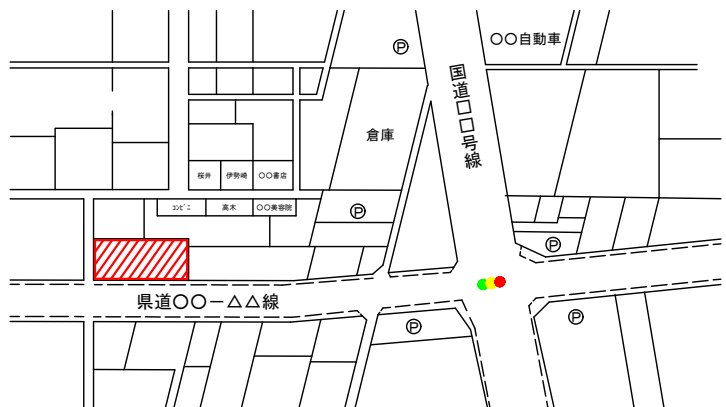 Ⓟ
〇〇自動車
国道□□号線
倉庫
桜井
伊勢崎
〇〇書店
コンビニ
高木
〇〇美容院
Ⓟ
Ⓟ
県道〇〇－△△線
Ⓟ
Ⓟ